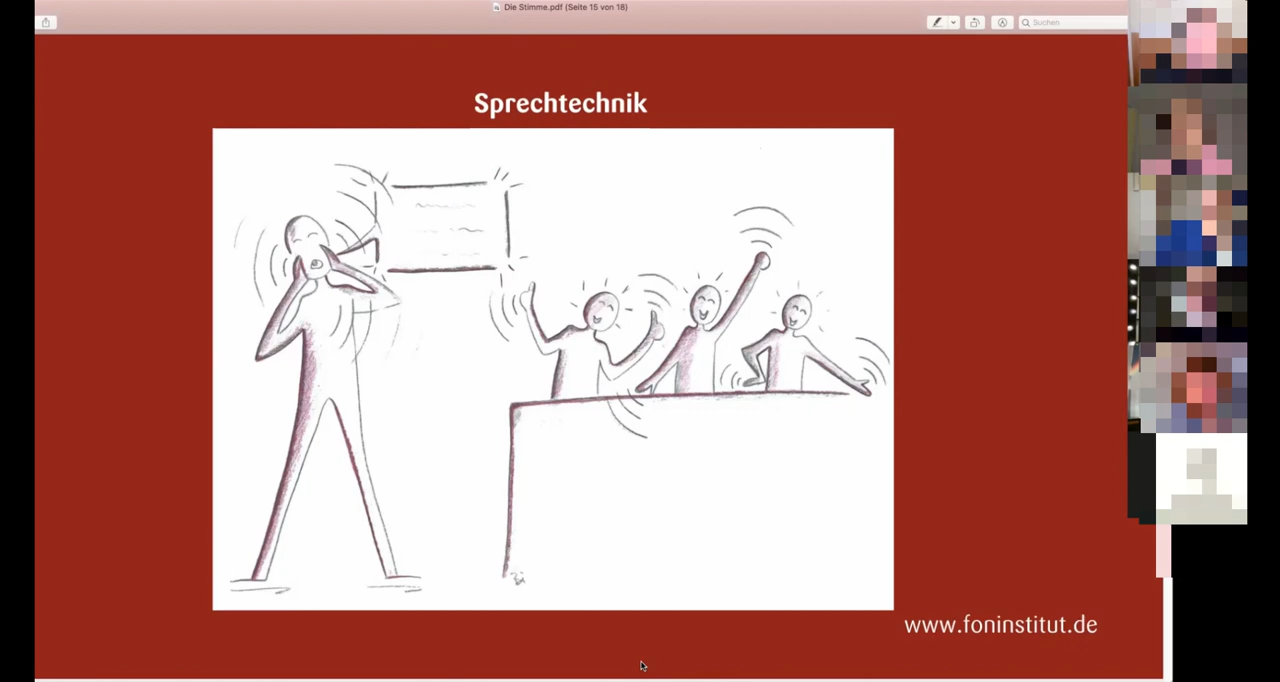 Die Stimme.pdf (Seite 15 von 18)
Suchen
Sprechtechnik
www.foninstitut.de